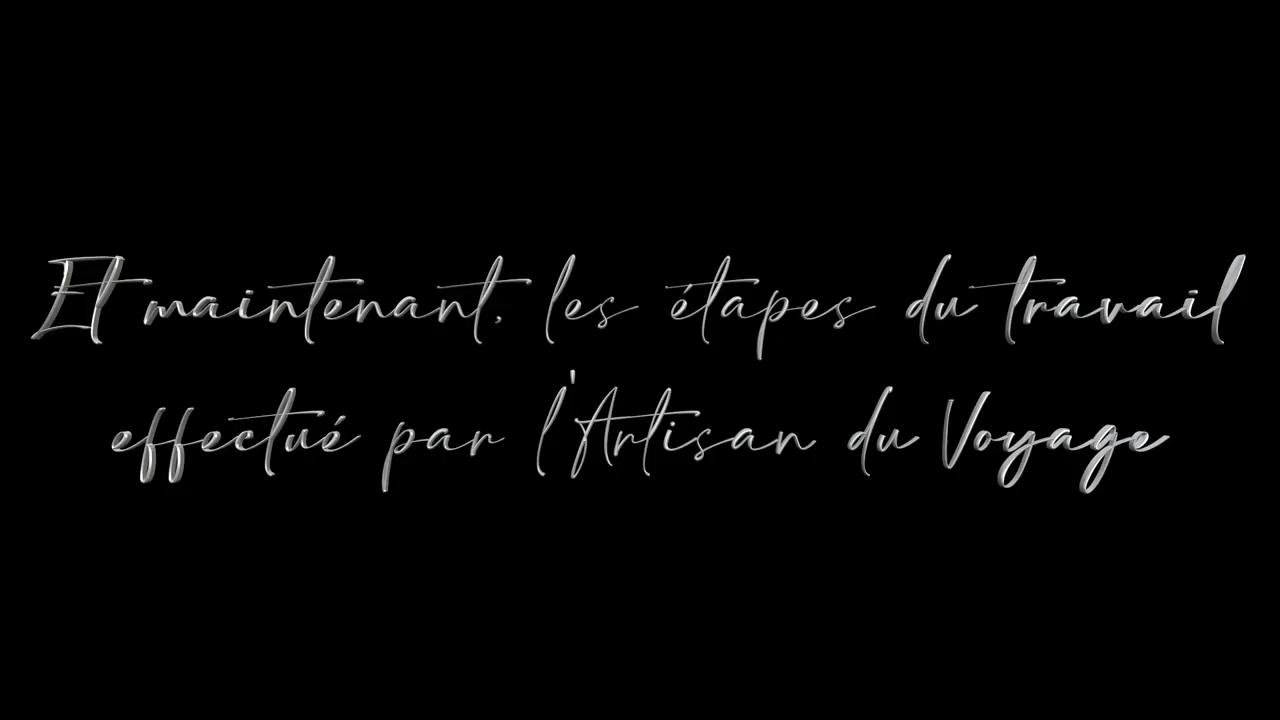 Et maintenant, les étapes du travail
effectué par l'Artisan du Voyage